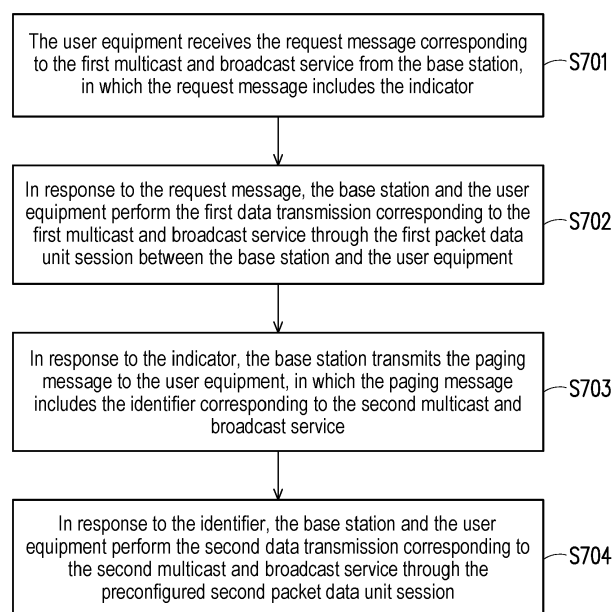 The user equipment receives the request message corresponding
to the first multicast and broadcast service from the base station,
in which the request message includes the indicator
S701
In response to the request message, the base station and the user
equipment perform the first data transmission corresponding to the
first multicast and broadcast service through the first packet data
unit session between the base station and the user equipment
S702
In response to the indicator, the base station transmits the paging
message to the user equipment, in which the paging message
includes the identifier corresponding to the second multicast and
broadcast service
S703
In response to the identifier, the base station and the user
equipment perform the second data transmission corresponding to
the second multicast and broadcast service through the
preconfigured second packet data unit session
S704